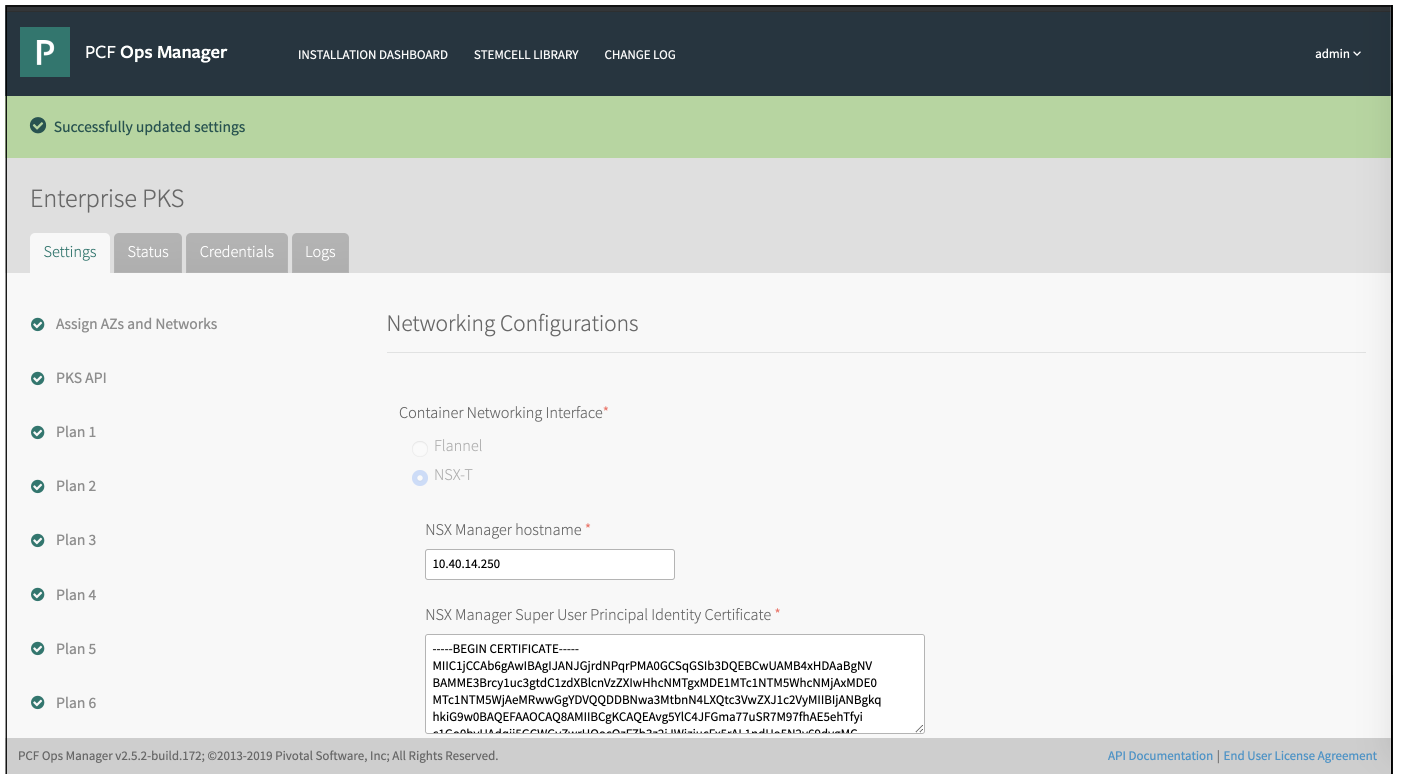 P PCF Ops Manager INSTALLATION DASHBOARD STEMCELL LIBRARY CHANGE LOG admin
Successfully updated settings
Enterprise PKS
Settings Status Credentials Logs
Assign AZs and Networks
PKS API
Plan 1
Plan 2
Plan 3
Plan 4
Plan 5
Plan 6
Networking Configurations
Container Networking Interface*
Flannel
NSX-T
NSX Manager hostname *
10.40.14.250
NSX Manager Super User Principal Identity Certificate *
-----BEGIN CERTIFICATE-----
MIIC1jCCAb6gAwIBAgIJANJGjrdNPqrPMA0GCSqGSIb3DQEBCwUAMB4xHDAaBgNV
BAMME3Brcy1uc3gtdC1zdXBlcnVzZXIwHhcNMTgxMDE1MTc1NTM5WhcNMjAxMDE0
MTc1NTM5WjAeMRwwGgYDVQQDDBNwa3MtbnN4LXQtc3VwZXJ1c2VyMIIBIjANBgkq
hkiG9w0BAQEFAAOCAQ8AMIIBCgKCAQEAvg5YlC4JFGma77uSR7M97fhAE5ehTfyi
PCF Ops Manager v2.5.2-build.172; ©2013-2019 Pivotal Software, Inc; All Rights Reserved. API Documentation | End User License Agreement